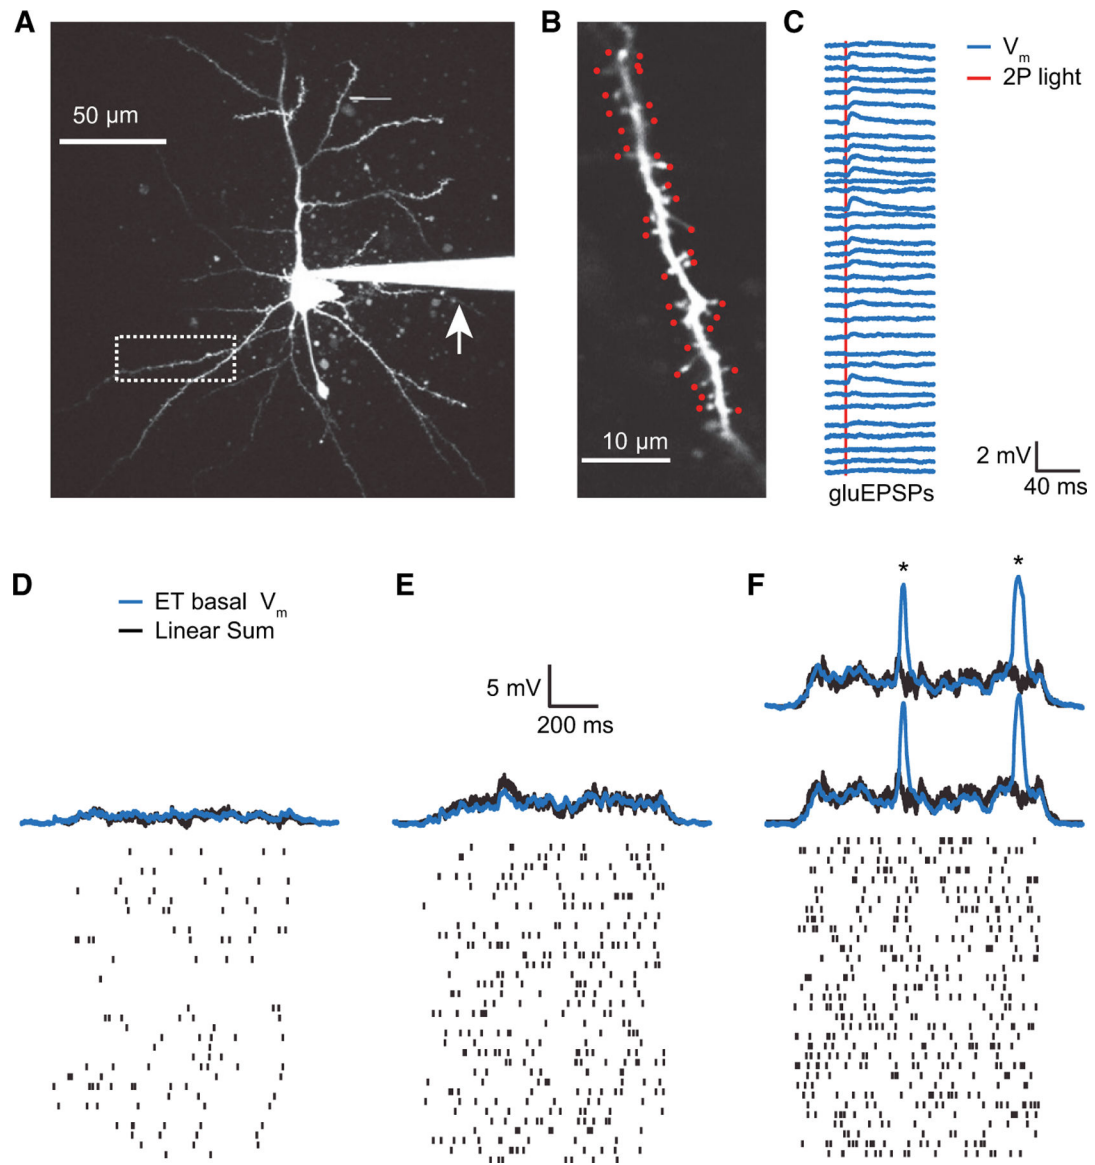 A
50 µm
B
10 µm
C
Vm
2P light
gluEPSPs
2 mV
40 ms
D
ET basal Vm
Linear Sum
E
5 mV
200 ms
F
*
*